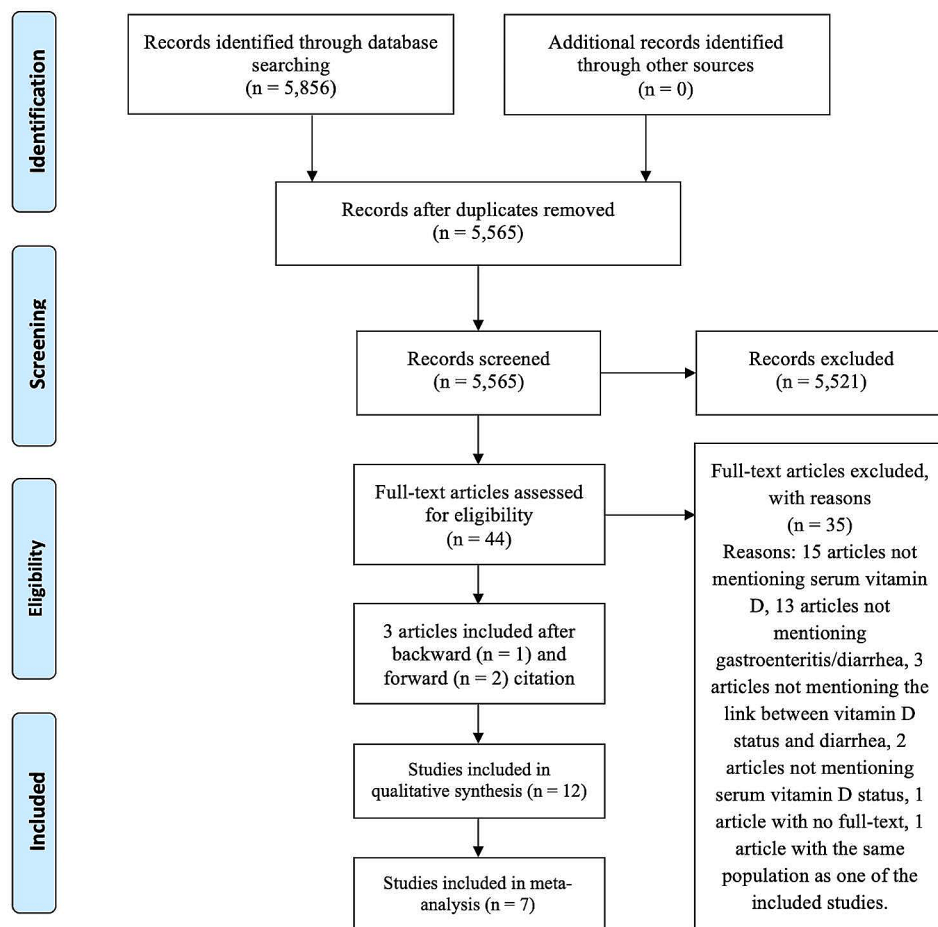 Identification
Records identified through database
searching
(n = 5,856)
Additional records identified
through other sources
(n = 0)
Records after duplicates removed
(n = 5,565)
Screening
Records screened
(n = 5,565)
Records excluded
(n = 5,521)
Eligibility
Full-text articles assessed
for eligibility
(n = 44)
Full-text articles excluded,
with reasons
(n = 35)
Reasons: 15 articles not
mentioning serum vitamin
D, 13 articles not
mentioning
gastroenteritis/diarrhea, 3
articles not mentioning the
link between vitamin D
status and diarrhea, 2
articles not mentioning
serum vitamin D status, 1
article with no full-text, 1
article with the same
population as one of the
included studies.
3 articles included after
backward (n = 1) and
forward (n = 2) citation
Included
Studies included in
qualitative synthesis (n = 12)
Studies included in meta-
analysis (n = 7)